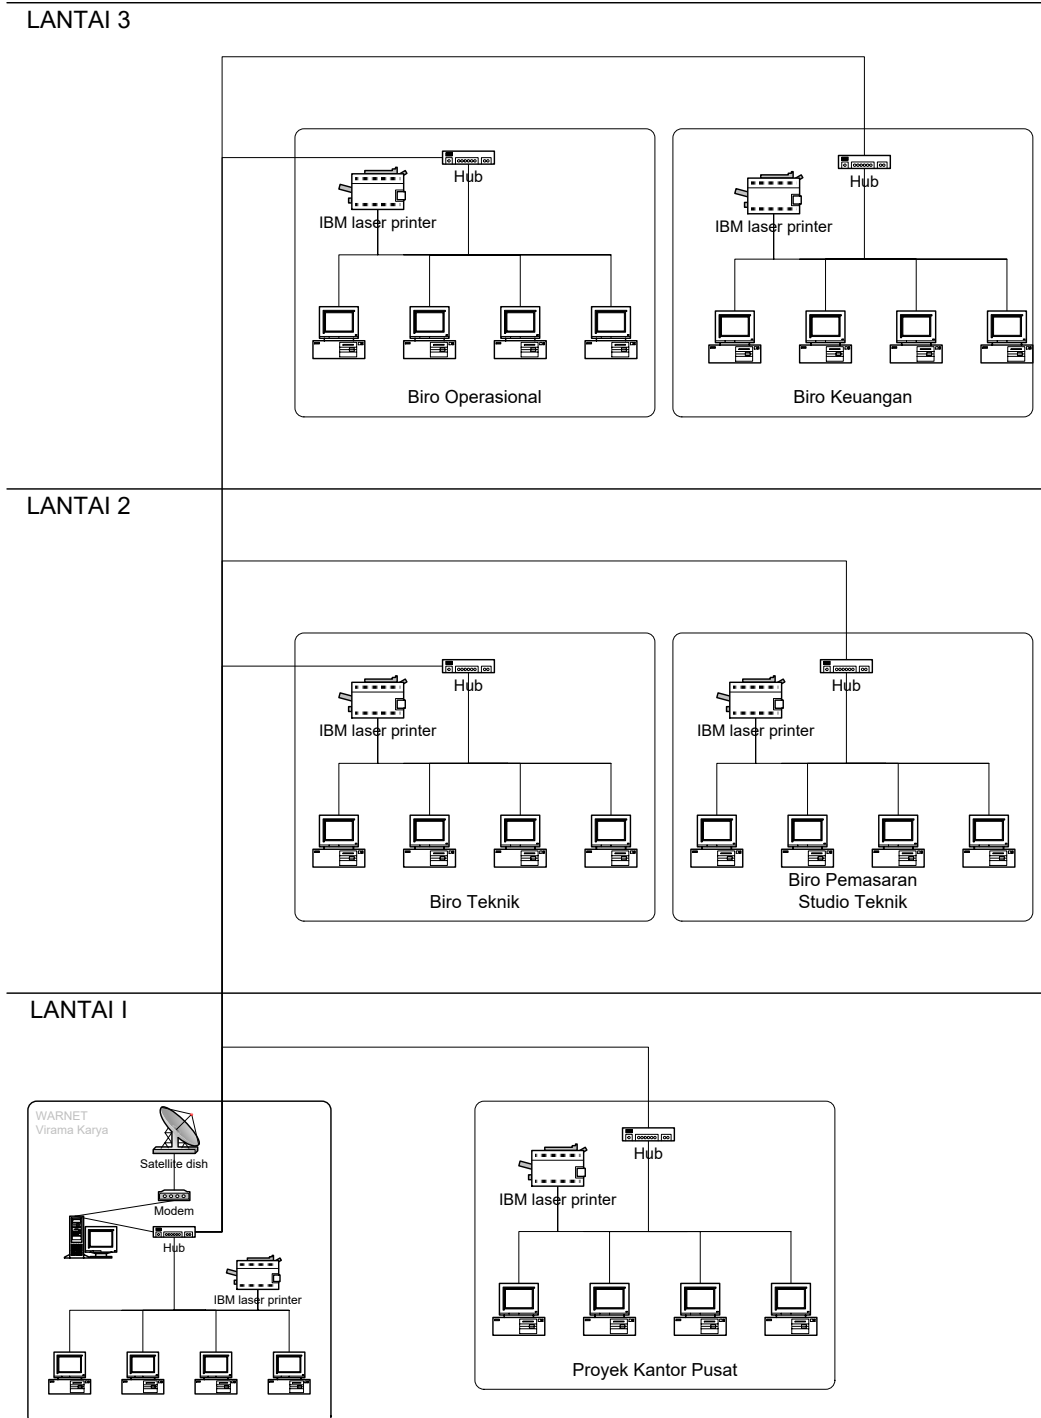 LANTAI 3
Hub
IBM laser printer
Biro Operasional
Hub
IBM laser printer
Biro Keuangan
LANTAI 2
Hub
IBM laser printer
Biro Teknik
Hub
IBM laser printer
Biro Pemasaran
Studio Teknik
LANTAI I
WARNET
Virama Karya
Satellite dish
Modem
Hub
IBM laser printer
Hub
IBM laser printer
Proyek Kantor Pusat